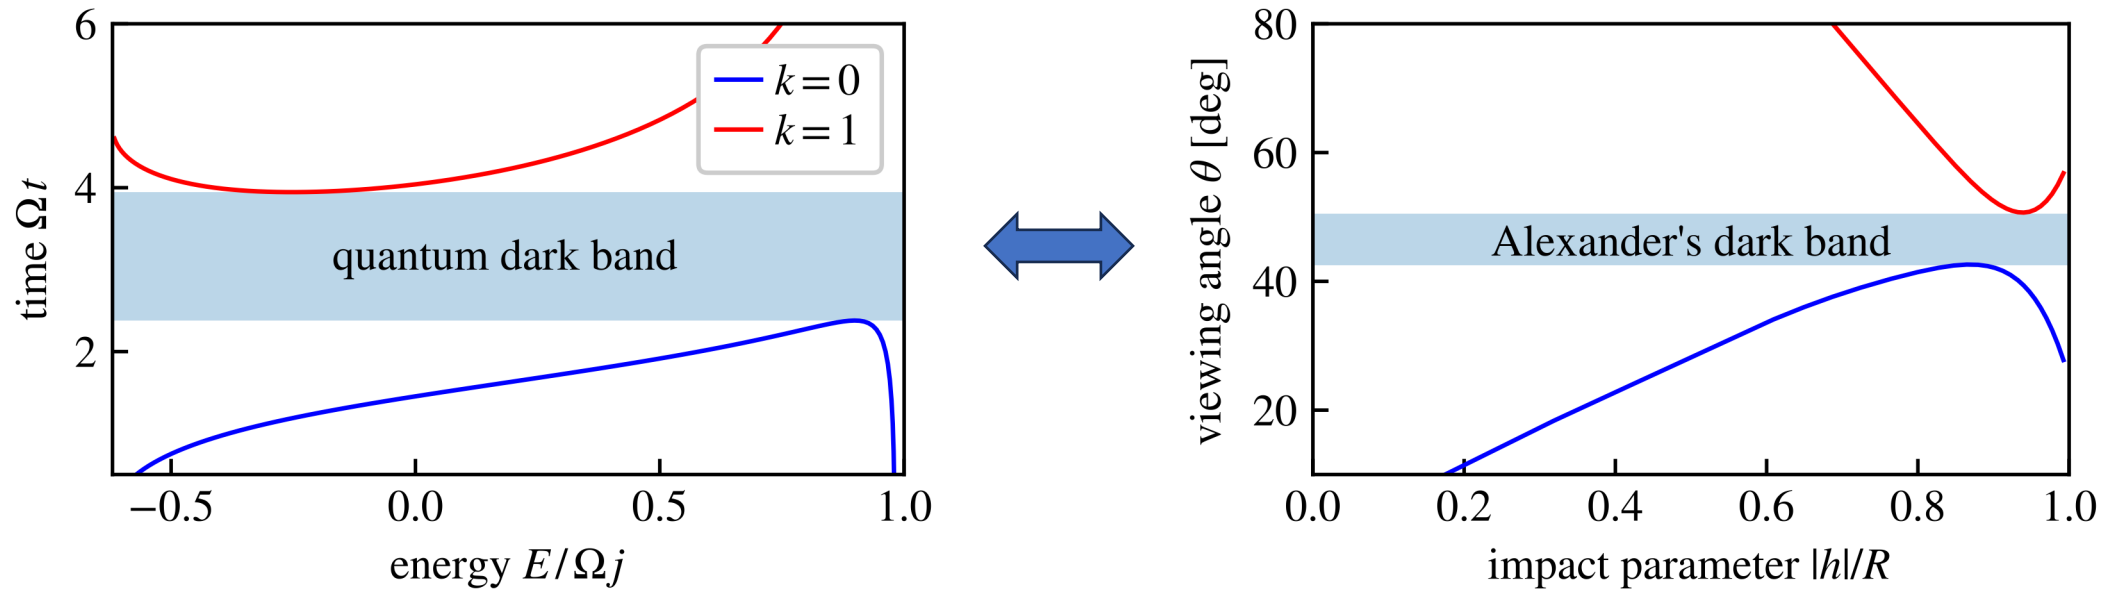 6
4
2
time Ωt
k = 0
k = 1
quantum dark band
−0.5
0.0
0.5
1.0
energy E/Ωj
80
60
40
20
viewing angle θ [deg]
Alexander's dark band
0.0
0.2
0.4
0.6
0.8
1.0
impact parameter |h|/R